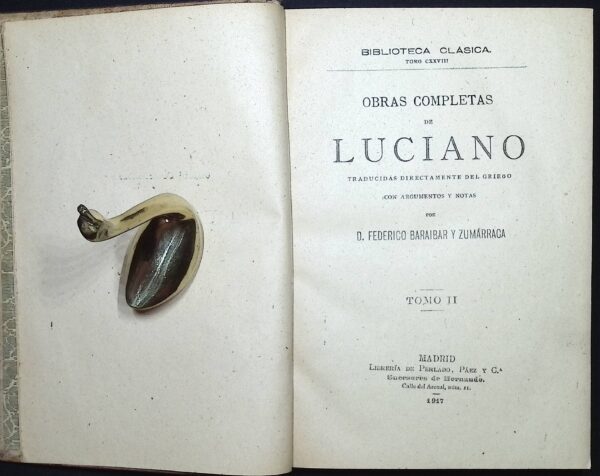 BIBLIOTECA CLÁSICA.
TOMO CXXVIII
OBRAS COMPLETAS
DE
LUCIANO
TRADUCIDAS DIRECTAMENTE DEL GRIEGO
CON ARGUMENTOS Y NOTAS
POR
D. FEDERICO BARAIBAR Y ZUMÁRRAGA
TOMO II
MADRID
LIBRERÍA DE PERLADO, PÁEZ Y C.ª
Sucesores de Hernando.
Calle del Arenal, núm. 11.
1917